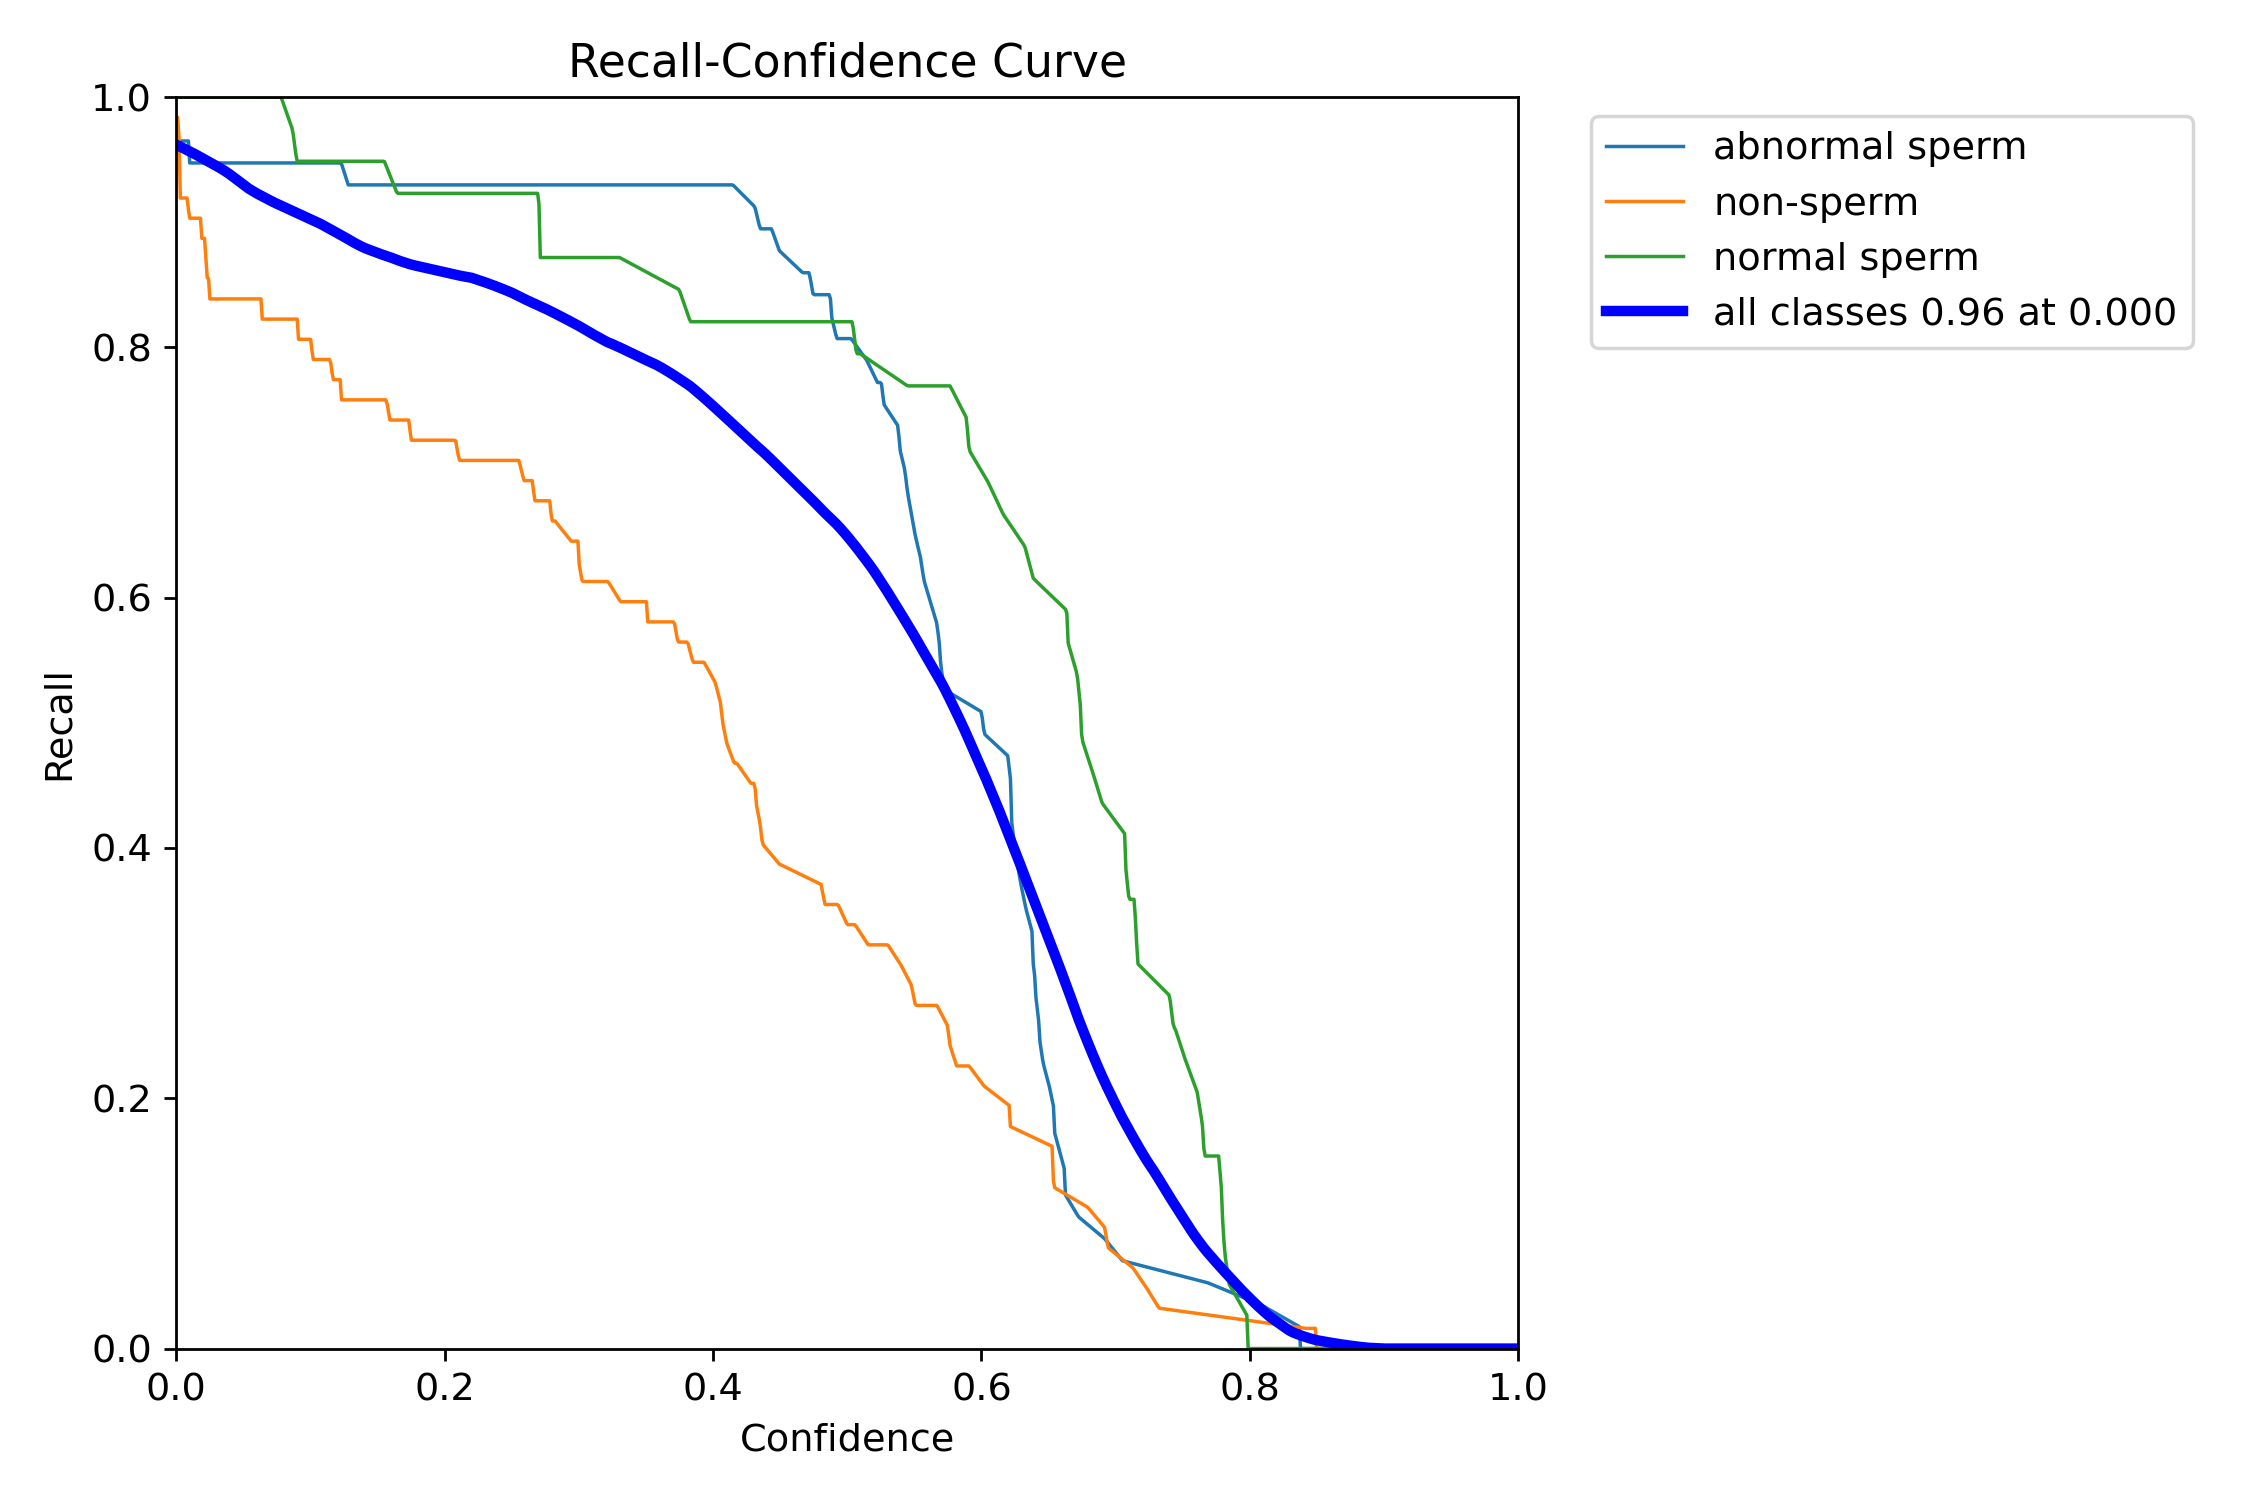 Recall-Confidence Curve
1.0
0.8
0.6
0.4
0.2
0.0
Recall
0.0 0.2 0.4 0.6 0.8 1.0
Confidence
abnormal sperm
non-sperm
normal sperm
all classes 0.96 at 0.000